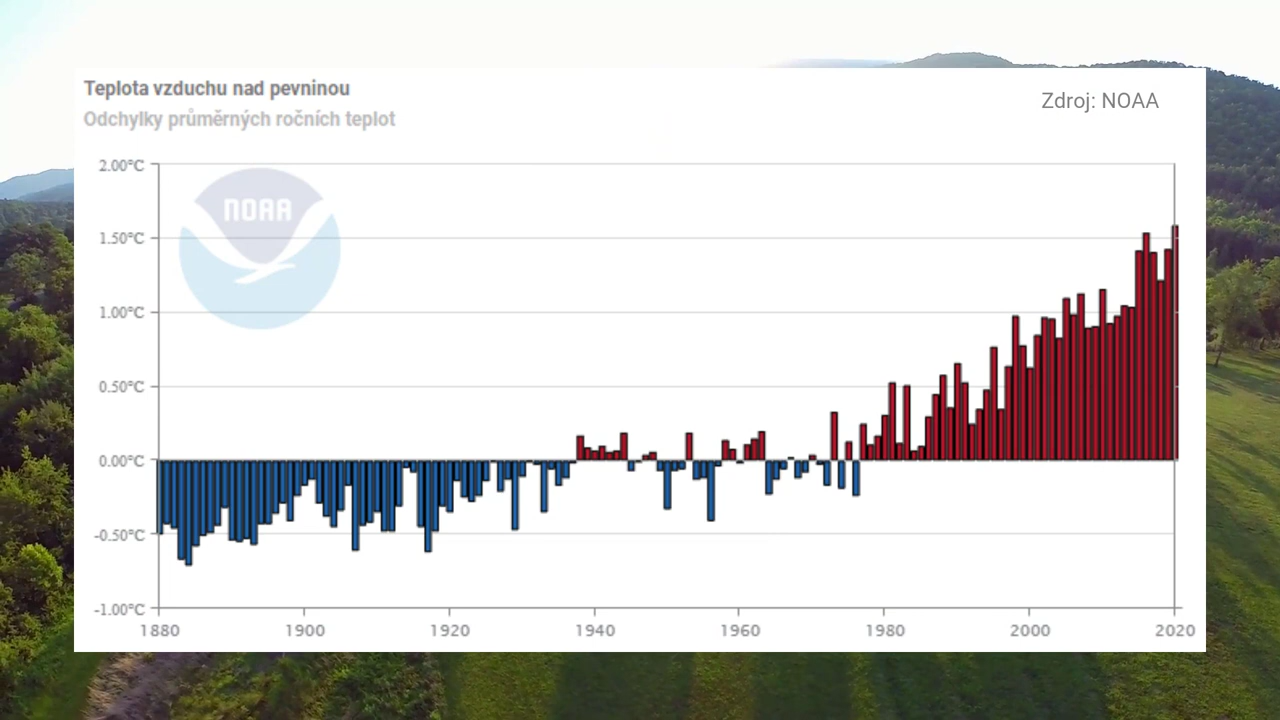 Teplota vzduchu nad pevninou
Zdroj: NOAA
Odchylky průměrných ročních teplot
2.00°C
NOAA
1.50°C
1.00°C
0.50°C
0.00°C
-0.50°C
-1.00°C
1880 1900 1920 1940 1960 1980 2000 2020